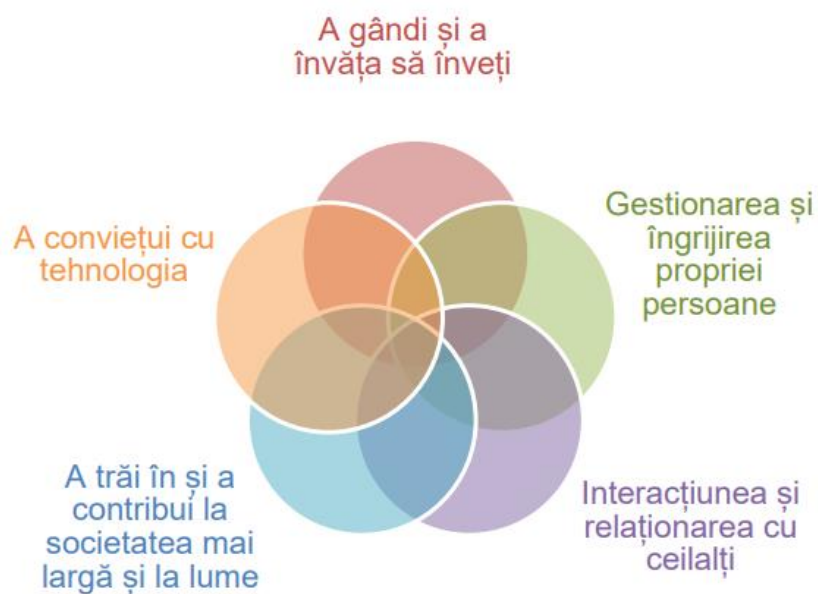 A gândi și a
învăța să înveți
Gestionarea și
îngrijirea
propriei
persoane
Interacțiunea și
relaționarea cu
ceilalți
A trăi în și a
contribui la
societatea mai
largă și la lume
A conviețui cu
tehnologia